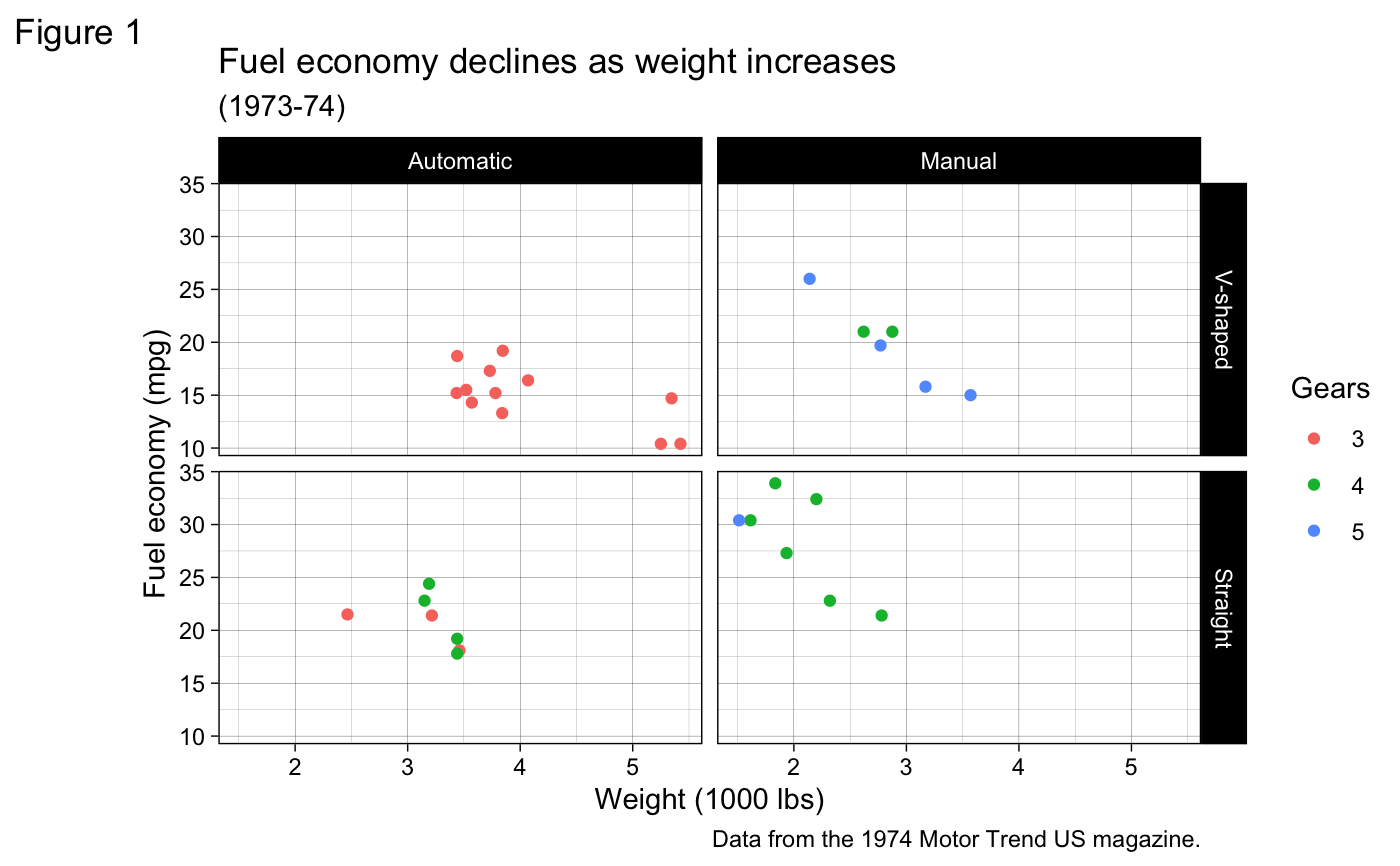 Figure 1
Fuel economy declines as weight increases
(1973-74)
Automatic
Manual
35
30
25
20
15
10
V-shaped
Fuel economy (mpg)
35
30
25
20
15
10
Straight
Gears
3
4
5
2 3 4 5
2 3 4 5
Weight (1000 lbs)
Data from the 1974 Motor Trend US magazine.